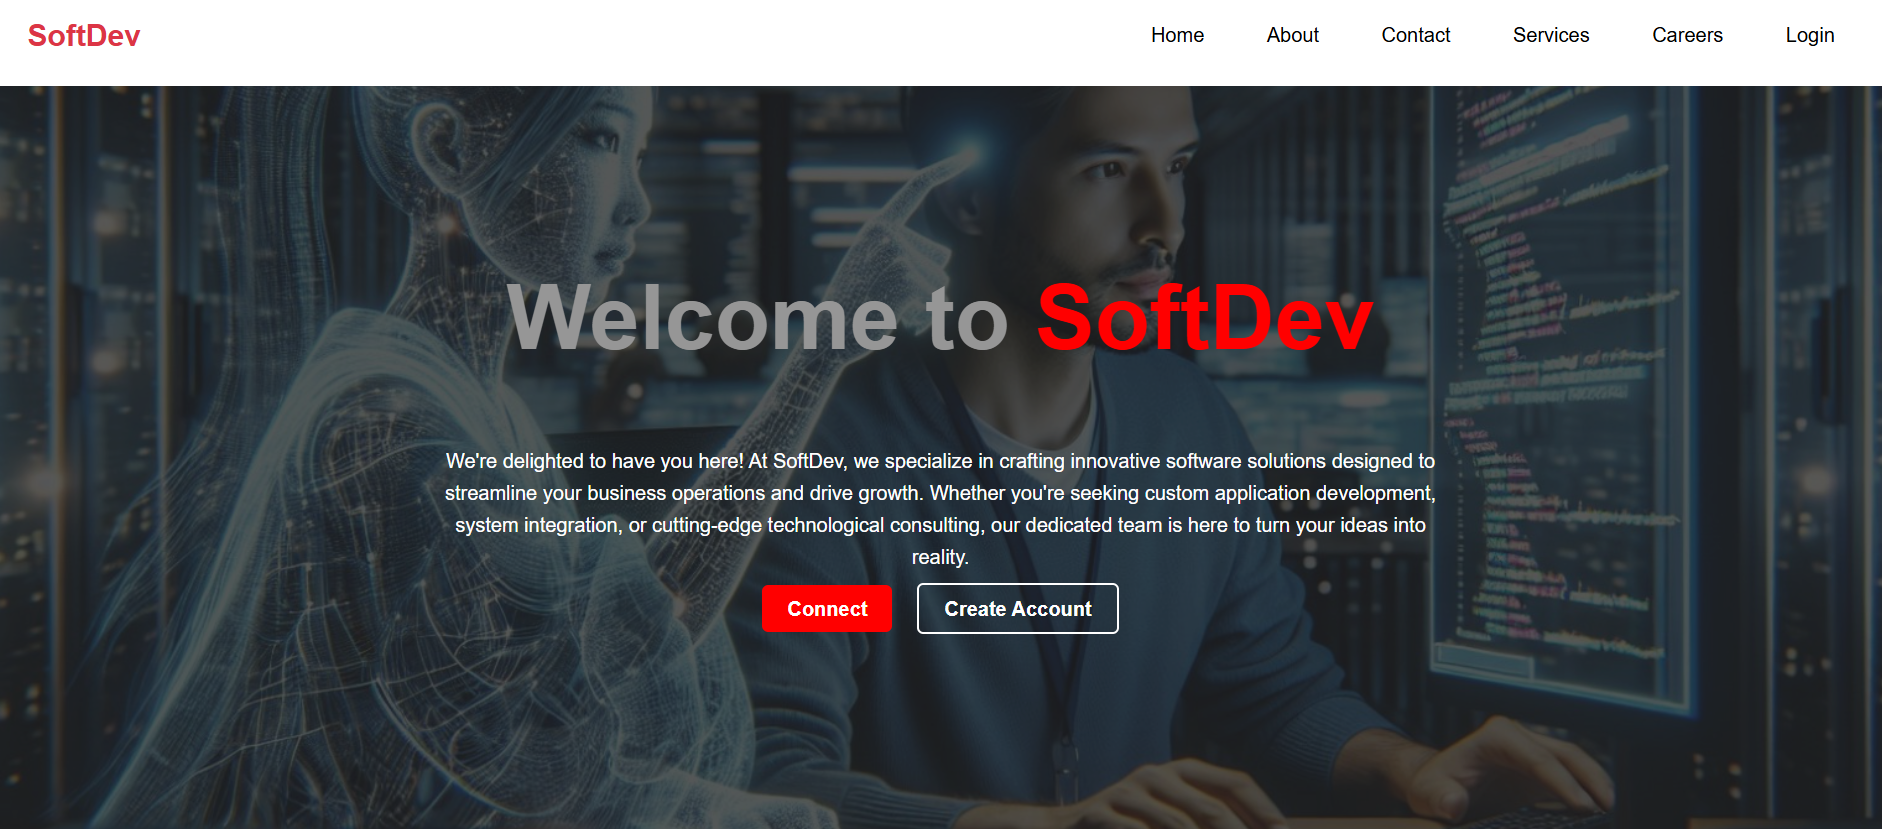 SoftDev
Home About Contact Services Careers Login
Welcome to SoftDev
We're delighted to have you here! At SoftDev, we specialize in crafting innovative software solutions designed to
streamline your business operations and drive growth. Whether you're seeking custom application development,
system integration, or cutting-edge technological consulting, our dedicated team is here to turn your ideas into
reality.
Connect Create Account